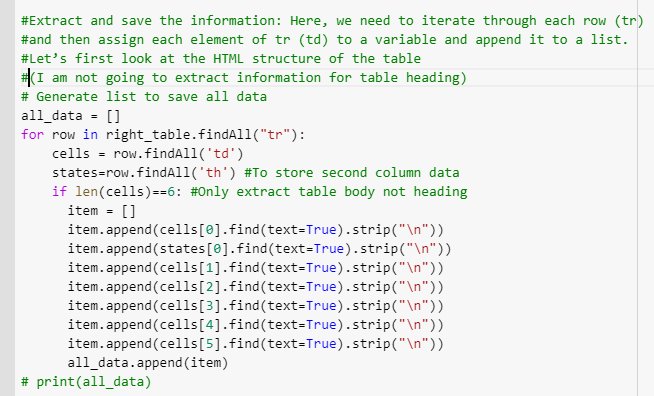 #Extract and save the information: Here, we need to iterate through each row (tr)
#and then assign each element of tr (td) to a variable and append it to a list.
#Let’s first look at the HTML structure of the table
#(I am not going to extract information for table heading)
# Generate list to save all data
all_data = []
for row in right_table.findAll("tr"):
    cells = row.findAll('td')
    states=row.findAll('th') #To store second column data
    if len(cells)==6: #Only extract table body not heading
      item = []
      item.append(cells[0].find(text=True).strip("\n"))
      item.append(states[0].find(text=True).strip("\n"))
      item.append(cells[1].find(text=True).strip("\n"))
      item.append(cells[2].find(text=True).strip("\n"))
      item.append(cells[3].find(text=True).strip("\n"))
      item.append(cells[4].find(text=True).strip("\n"))
      item.append(cells[5].find(text=True).strip("\n"))
      all_data.append(item)
# print(all_data)